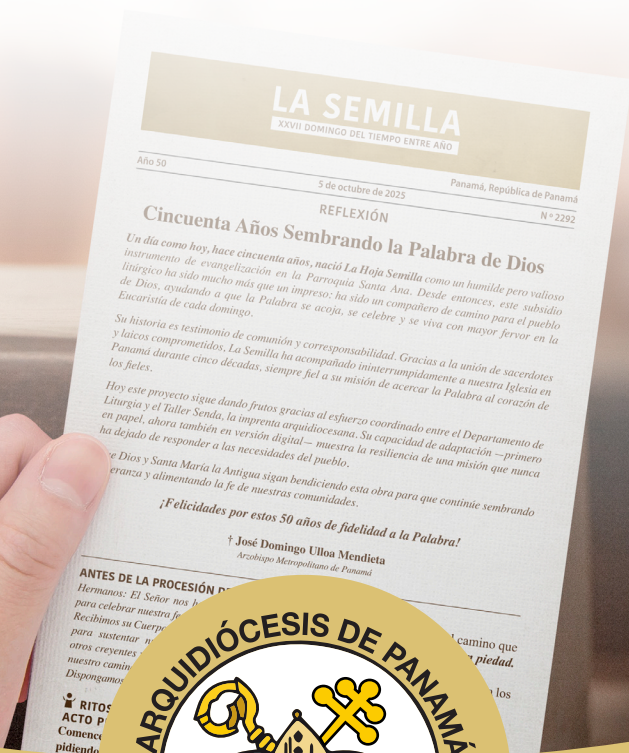 LA SEMILLA
XXVII DOMINGO DEL TIEMPO ENTRE AÑO
Año 50
5 de octubre de 2025
Panamá, República de Panamá
N º 2292
REFLEXIÓN
Cincuenta Años Sembrando la Palabra de Dios
Un día como hoy, hace cincuenta años, nació La Hoja Semilla como un humilde pero valioso
instrumento de evangelización en la Parroquia Santa Ana. Desde entonces, este subsidio
litúrgico ha sido mucho más que un impreso: ha sido un compañero de camino para el pueblo
de Dios, ayudando a que la Palabra se acoja, se celebre y se viva con mayor fervor en la
Eucaristía de cada domingo.
Su historia es testimonio de comunión y corresponsabilidad. Gracias a la unión de sacerdotes
y laicos comprometidos, La Semilla ha acompañado ininterrumpidamente a nuestra Iglesia en
Panamá durante cinco décadas, siempre fiel a su misión de acercar la Palabra al corazón de
los fieles.
Hoy este proyecto sigue dando frutos gracias al esfuerzo coordinado entre el Departamento de
Liturgia y el Taller Senda, la imprenta arquidiocesana. Su capacidad de adaptación —primero
en papel, ahora también en versión digital— muestra la resiliencia de una misión que nunca
ha dejado de responder a las necesidades del pueblo.
Dios y Santa María la Antigua sigan bendiciendo esta obra para que continúe sembrando
eranza y alimentando la fe de nuestras comunidades.
¡Felicidades por estos 50 años de fidelidad a la Palabra!
† José Domingo Ulloa Mendieta
Arzobispo Metropolitano de Panamá
ANTES DE LA PROCESIÓN
Hermanos: El Señor nos
para celebrar nuestra
camino que
Recibimos su Cuerpo
piedad.
para sustentar
otros creyentes
los
nuestro camin
Dispongamos
RITOS
ACTO P
Comence
pidiendo
ARQUIDIÓCESIS DE PANAMÁ